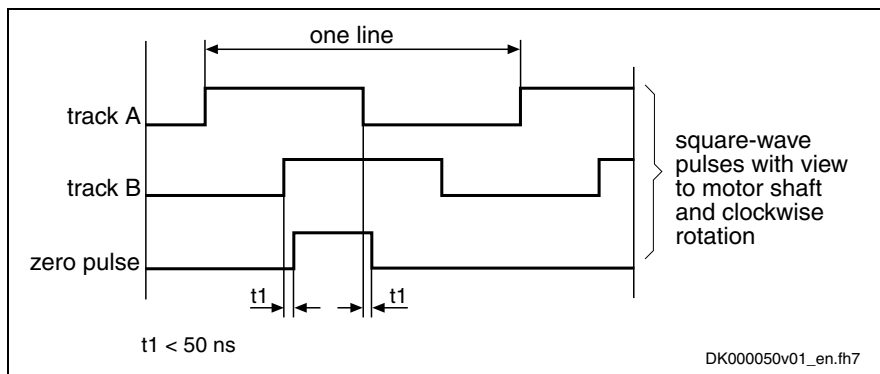 one line
track A
track B
zero pulse
square-wave
pulses with view
to motor shaft
and clockwise
rotation
t1
t1
t1 < 50 ns
DK000050v01_en.fh7